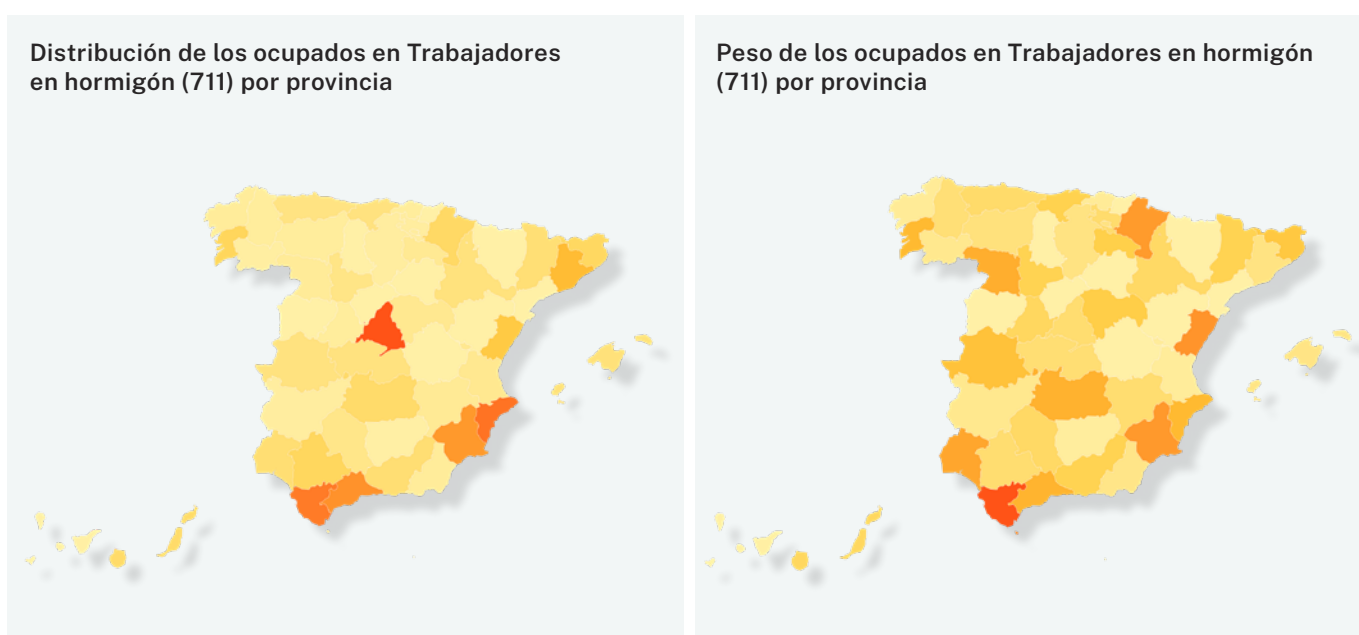 Distribución de los ocupados en Trabajadores
en hormigón (711) por provincia
Peso de los ocupados en Trabajadores en hormigón
(711) por provincia